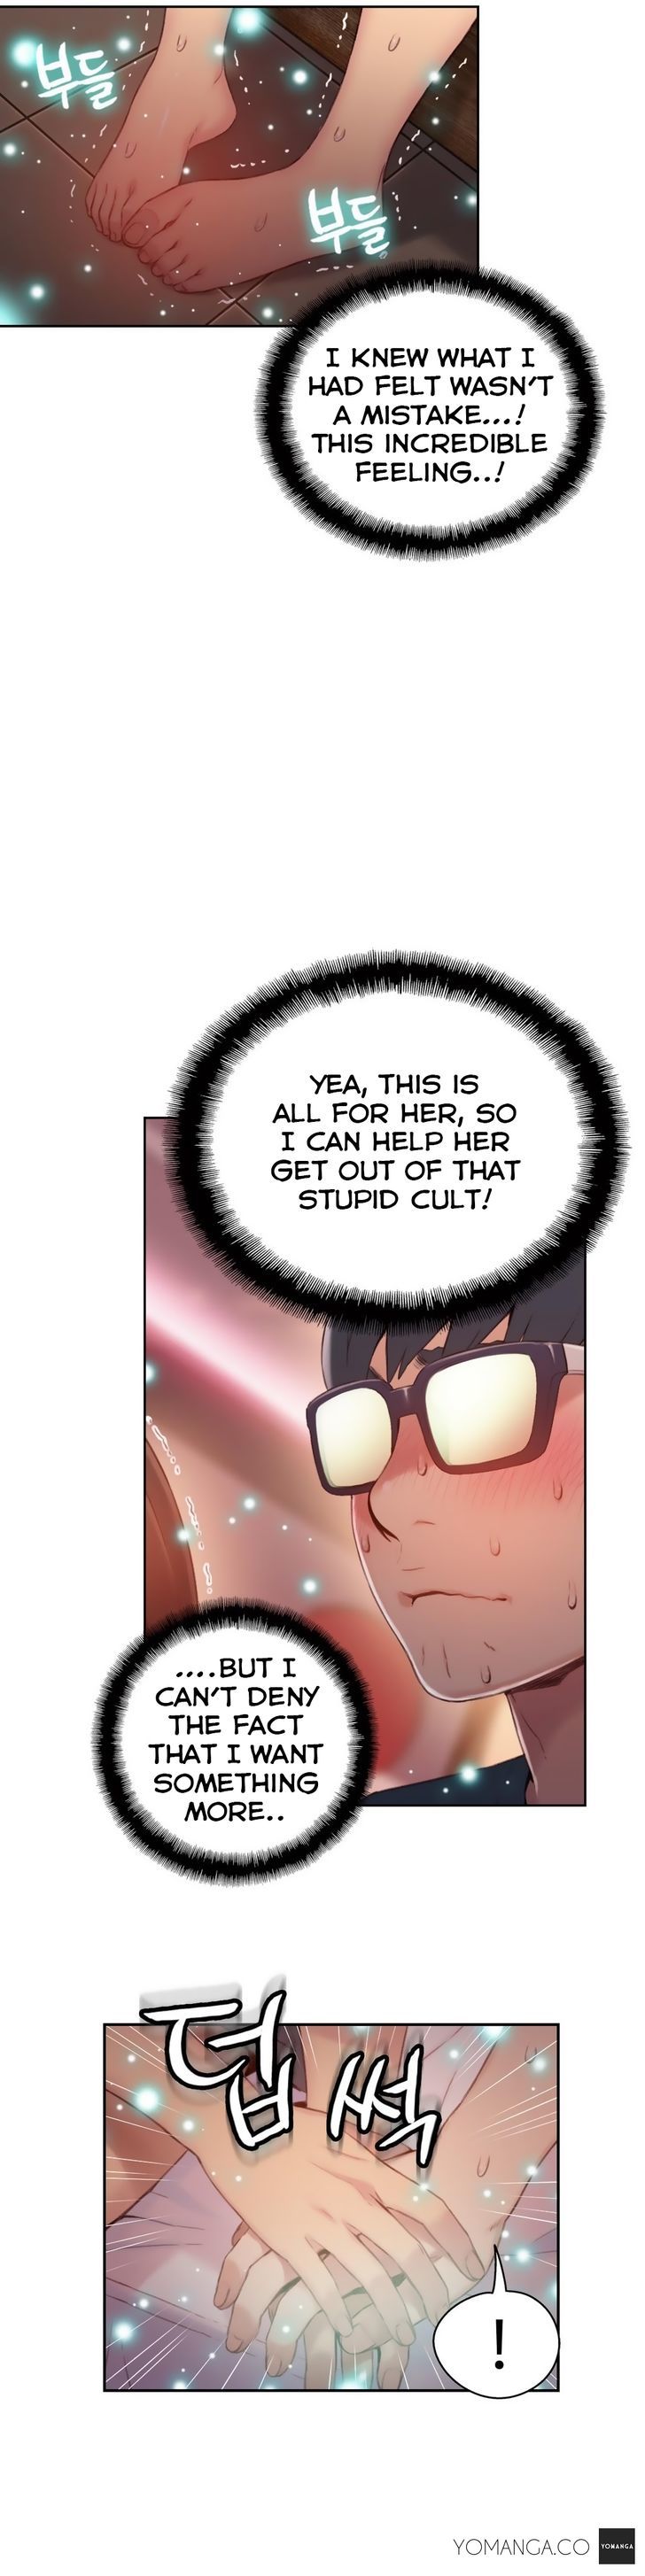 부들
부들
I KNEW WHAT I
HAD FELT WASN'T
A MISTAKE...!
THIS INCREDIBLE
FEELING..!
YEA, THIS IS
ALL FOR HER, SO
I CAN HELP HER
GET OUT OF THAT
STUPID CULT!
....BUT I
CAN'T DENY
THE FACT
THAT I WANT
SOMETHING
MORE..
덥썩
!
YOMANGA.CO
YOMANGA